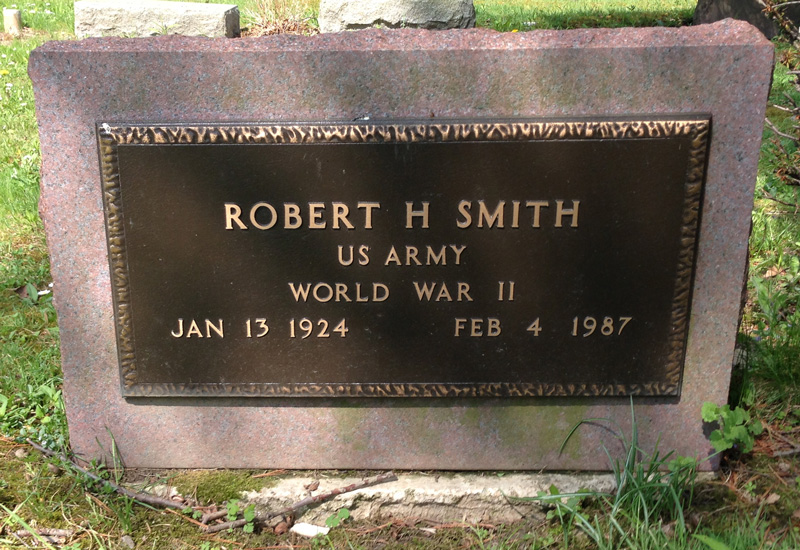 ROBERT H SMITH
US ARMY
WORLD WAR II
JAN 13 1924 FEB 4 1987